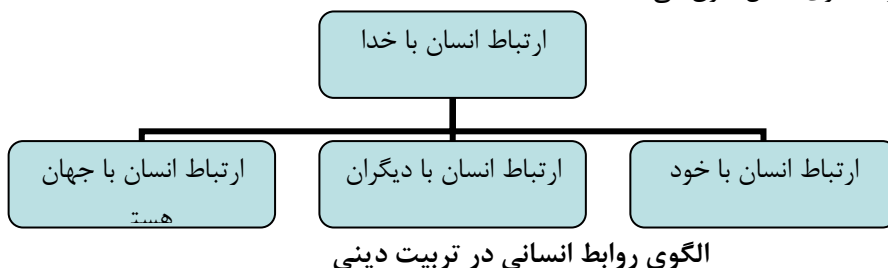 ارتباط انسان با خدا
ارتباط انسان با خود
ارتباط انسان با دیگران
ارتباط انسان با جهان
الگوی روابط انسانی در تربیت دینی